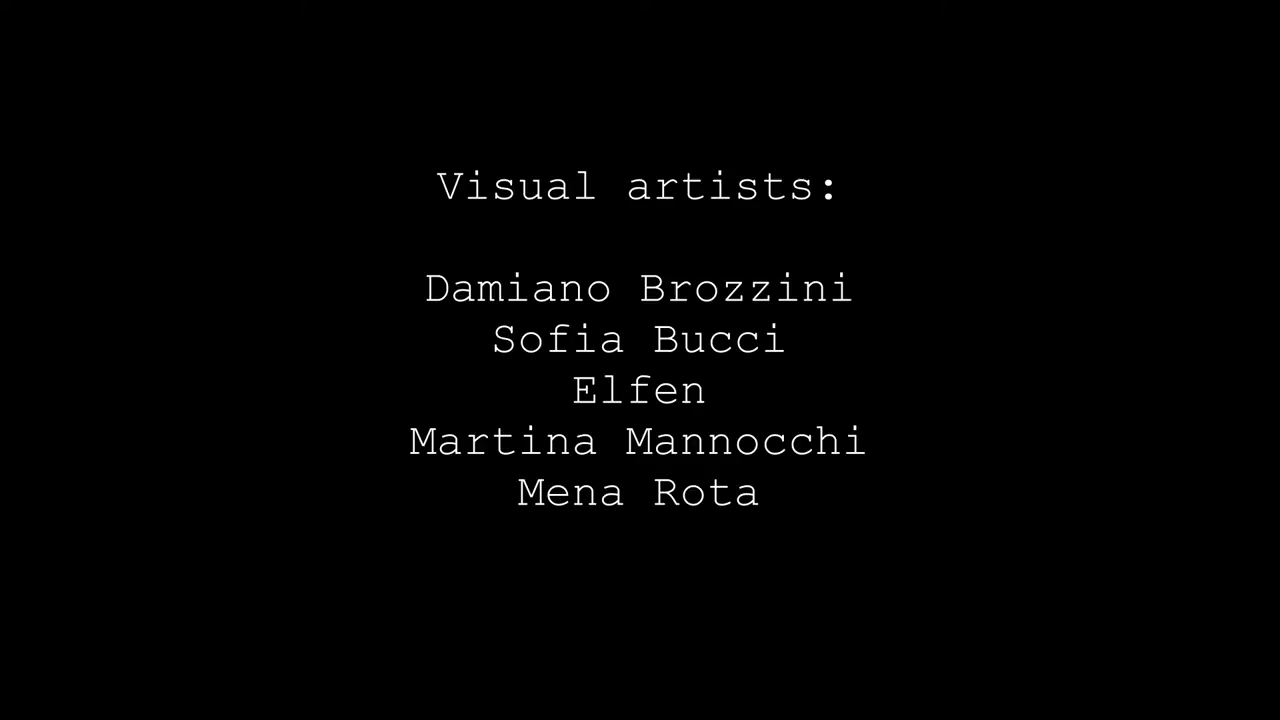 Visual artists:
Damiano Brozzini
Sofia Bucci
Elfen
Martina Mannocchi
Mena Rota